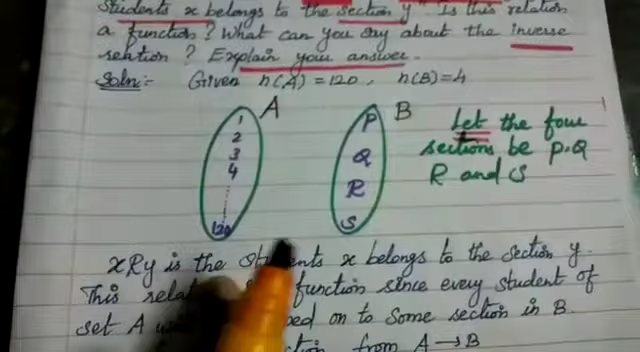 Students x belongs to the section y" Is this relation
a function? What can you say about the inverse
relation? Explain your answer.
Soln:- Given n(A)=120, n(B)=4
A
1
2
3
4
120
B
P
Q
R
S
Let the four
sections be P,Q
R and S
xRy is the students x belongs to the section y.
This function since every student of
set A on to some section in B.
from A→B